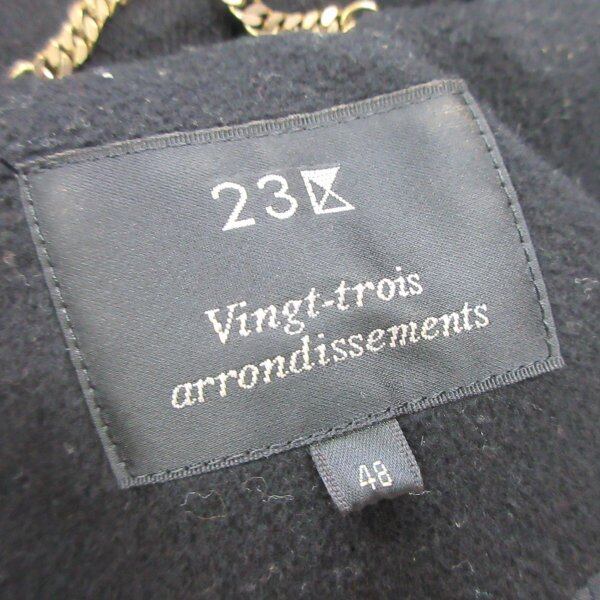 23区
Vingt-trois
arrondissements
48